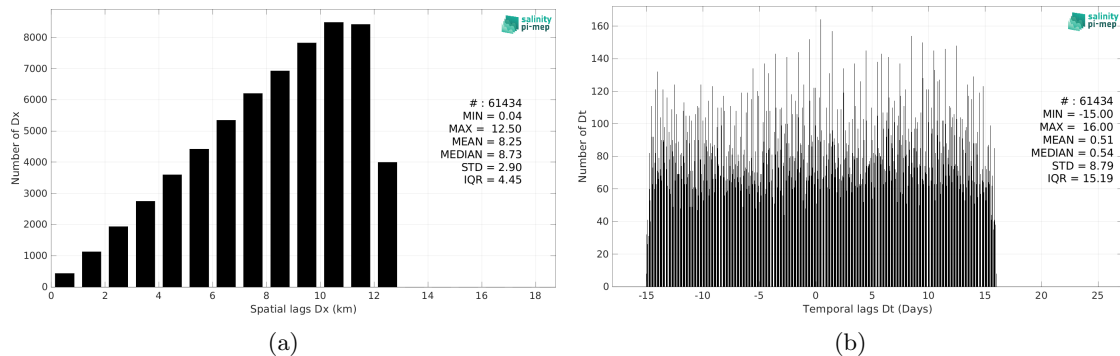 salinity
pi-mep
Number of Dx
8000
7000
6000
5000
4000
3000
2000
1000
0
# : 61434
MIN = 0.04
MAX = 12.50
MEAN = 8.25
MEDIAN = 8.73
STD = 2.90
IQR = 4.45
0 2 4 6 8 10 12 14 16 18
Spatial lags Dx (km)
(a)
salinity
pi-mep
Number of Dt
160
140
120
100
80
60
40
20
0
# : 61434
MIN = -15.00
MAX = 16.00
MEAN = 0.51
MEDIAN = 0.54
STD = 8.79
IQR = 15.19
-15 -10 -5 0 5 10 15 20 25
Temporal lags Dt (Days)
(b)